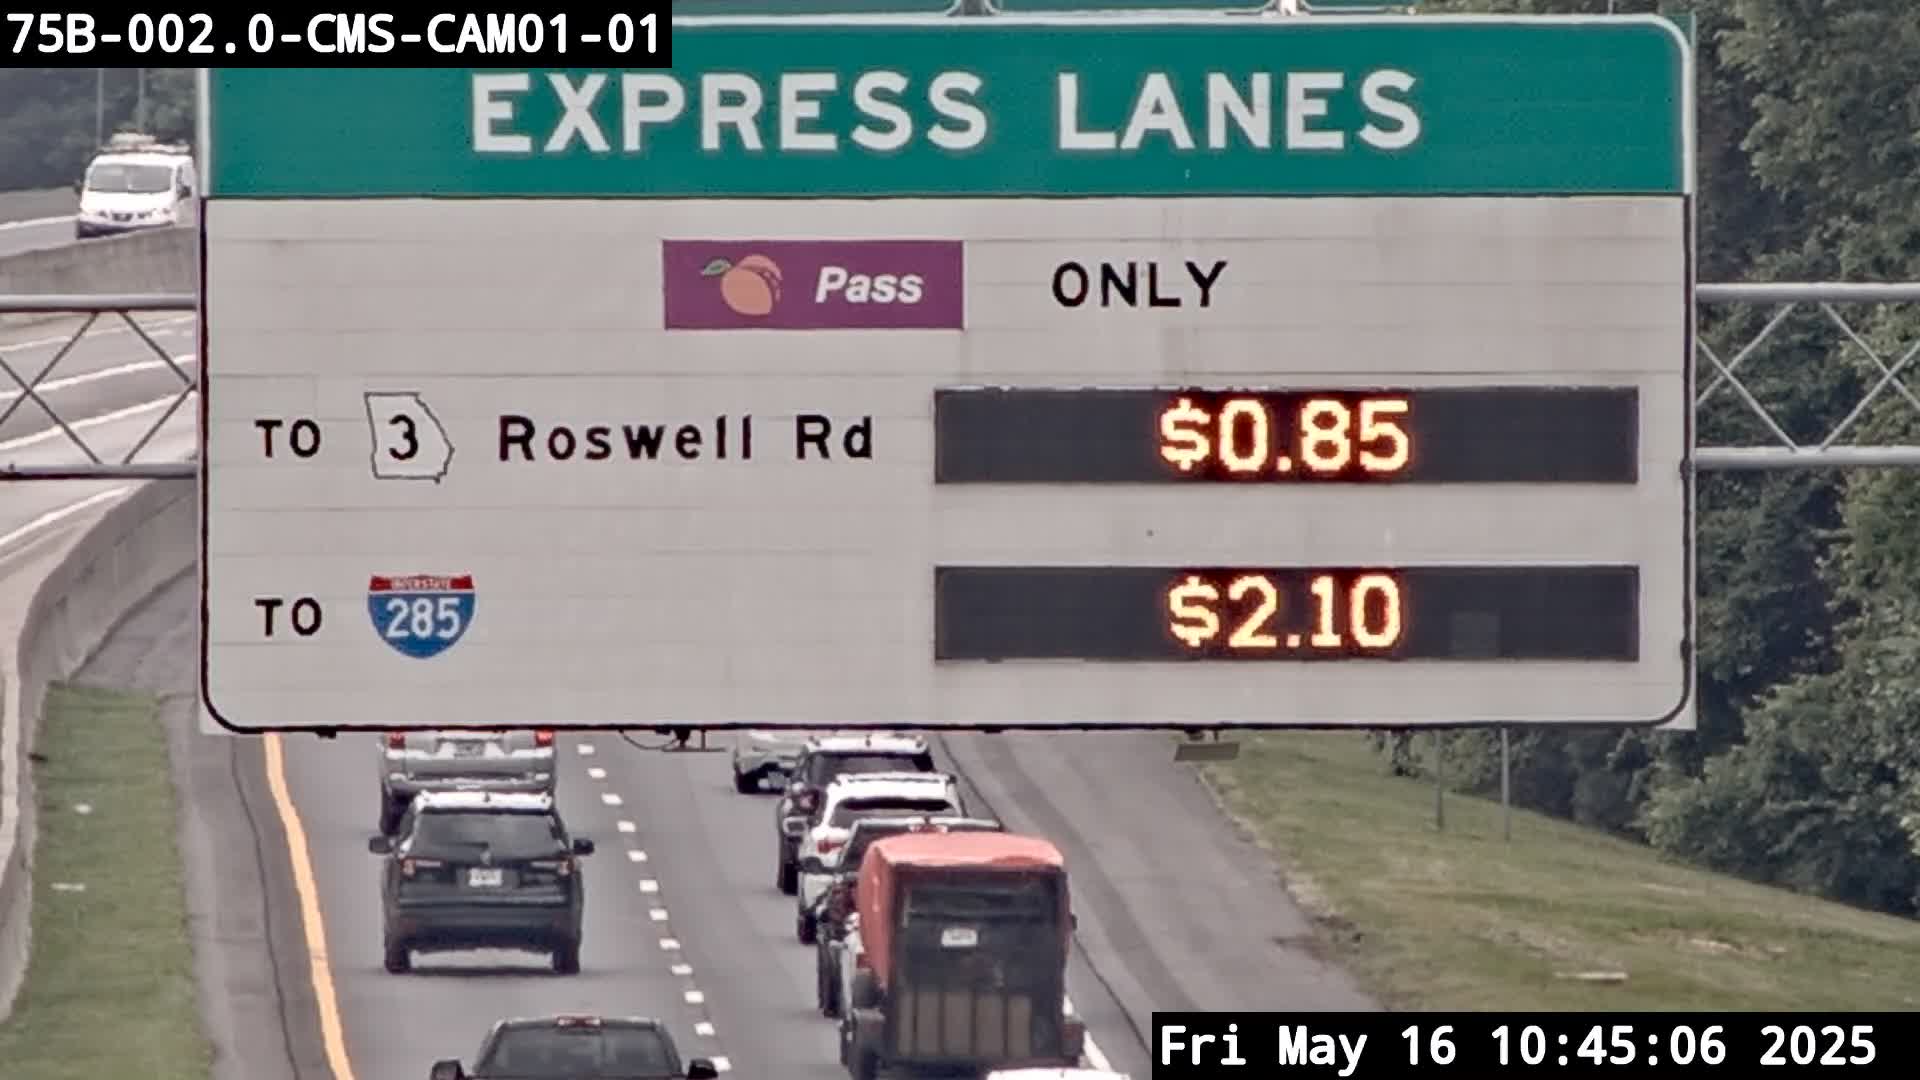 75B-002.0-CMS-CAM01-01
EXPRESS LANES
Pass ONLY
TO 3 Roswell Rd $0.85
INTERSTATE
TO 285 $2.10
Fri May 16 10:45:06 2025